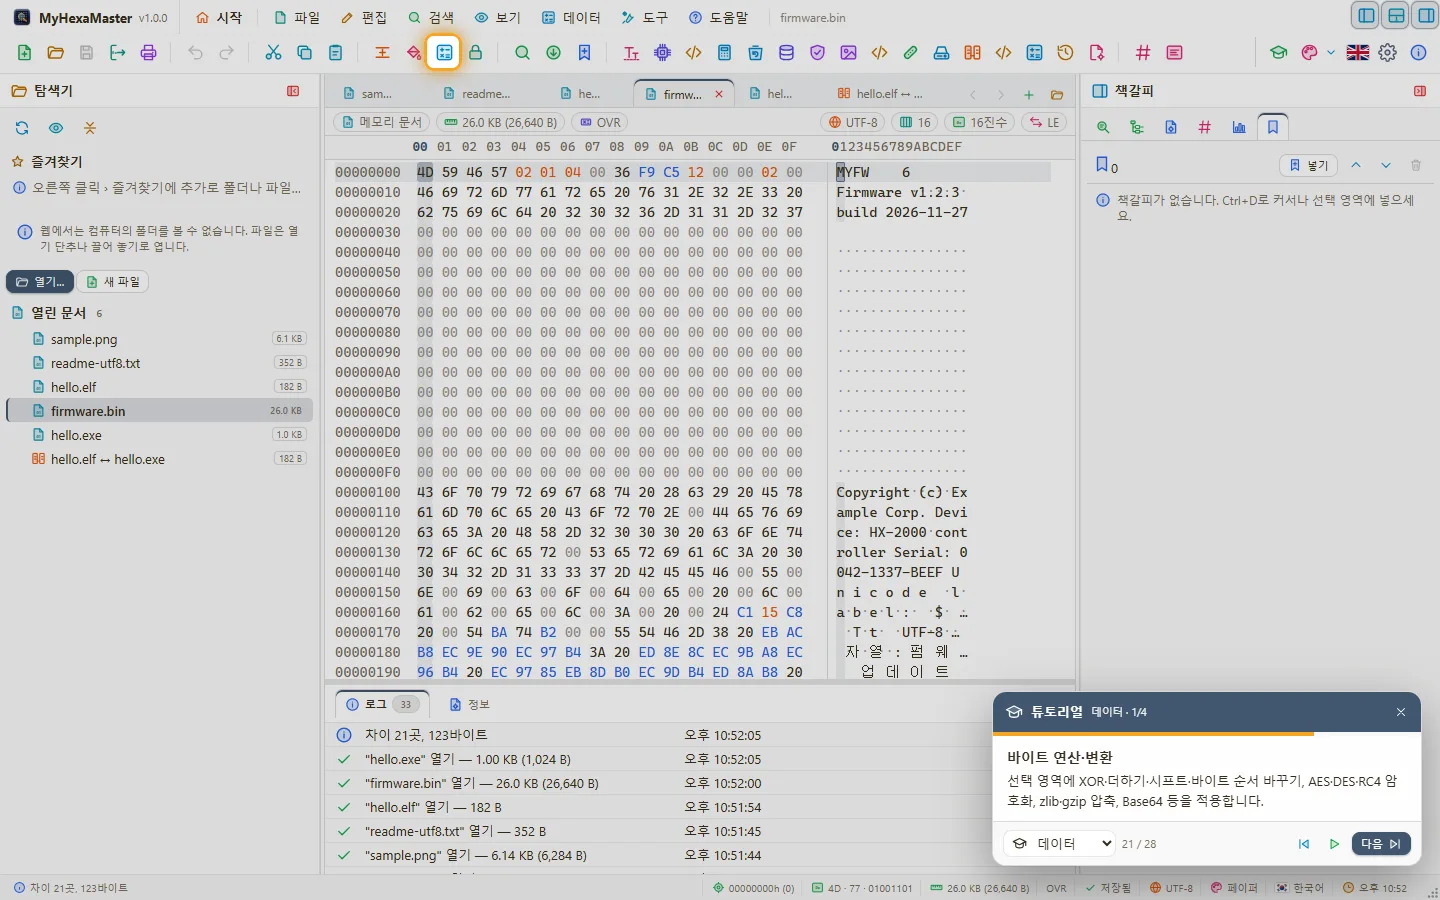 MyHexaMaster v1.0.0 시작 파일 편집 검색 보기 데이터 도구 도움말 firmware.bin
탐색기
즐겨찾기
오른쪽 클릭 › 즐겨찾기에 추가로 폴더나 파일...
웹에서는 컴퓨터의 폴더를 볼 수 없습니다. 파일은 열
기 단추나 끌어 놓기로 엽니다.
열기... 새 파일
열린 문서 6
sample.png 6.1 KB
readme-utf8.txt 352 B
hello.elf 182 B
firmware.bin 26.0 KB
hello.exe 1.0 KB
hello.elf ↔ hello.exe 182 B
sam... readme... he... firmw... hel... hello.elf ↔ ...
메모리 문서 26.0 KB (26,640 B) OVR UTF-8 16 16진수 LE
00 01 02 03 04 05 06 07 08 09 0A 0B 0C 0D 0E 0F 0123456789ABCDEF
00000000 4D 59 46 57 02 01 04 00 36 F9 C5 12 00 00 02 00 MYFW 6
00000010 46 69 72 6D 77 61 72 65 20 76 31 2E 32 2E 33 20 Firmware v1.2.3·
00000020 62 75 69 6C 64 20 32 30 32 36 2D 31 31 2D 32 37 build 2026-11-27
00000030 00 00 00 00 00 00 00 00 00 00 00 00 00 00 00 00
00000040 00 00 00 00 00 00 00 00 00 00 00 00 00 00 00 00 ················
00000050 00 00 00 00 00 00 00 00 00 00 00 00 00 00 00 00 ················
00000060 00 00 00 00 00 00 00 00 00 00 00 00 00 00 00 00 ················
00000070 00 00 00 00 00 00 00 00 00 00 00 00 00 00 00 00 ················
00000080 00 00 00 00 00 00 00 00 00 00 00 00 00 00 00 00 ················
00000090 00 00 00 00 00 00 00 00 00 00 00 00 00 00 00 00 ················
000000A0 00 00 00 00 00 00 00 00 00 00 00 00 00 00 00 00 ················
000000B0 00 00 00 00 00 00 00 00 00 00 00 00 00 00 00 00 ················
000000C0 00 00 00 00 00 00 00 00 00 00 00 00 00 00 00 00 ················
000000D0 00 00 00 00 00 00 00 00 00 00 00 00 00 00 00 00 ················
000000E0 00 00 00 00 00 00 00 00 00 00 00 00 00 00 00 00 ················
000000F0 00 00 00 00 00 00 00 00 00 00 00 00 00 00 00 00 ················
00000100 43 6F 70 79 72 69 67 68 74 20 28 63 29 20 45 78 Copyright·(c)·Ex
00000110 61 6D 70 6C 65 20 43 6F 72 70 2E 00 44 65 76 69 ample Corp. Devi
00000120 63 65 3A 20 48 58 2D 32 30 30 30 20 63 6F 6E 74 ce: HX-2000·cont
00000130 72 6F 6C 6C 65 72 00 53 65 72 69 61 6C 3A 20 30 roller Serial: 0
00000140 30 34 32 2D 31 33 33 37 2D 42 45 45 46 00 55 00 042-1337-BEEF U
00000150 6E 00 69 00 63 00 6F 00 64 00 65 00 20 00 6C 00 n i c o d e · l·
00000160 61 00 62 00 65 00 6C 00 3A 00 20 00 24 C1 15 C8 a·b·e·l·:· ·$ …
00000170 20 00 54 BA 74 B2 00 00 55 54 46 2D 38 20 EB AC ·T·t ·UTF-8·…
00000180 B8 EC 9E 90 EC 97 B4 3A 20 ED 8E 8C EC 9B A8 EC 자·열·:·펌 웨 …
00000190 96 B4 20 EC 97 85 EB 8D B0 EC 9D B4 ED 8A B8 20 업 데 이 트
책갈피
0 넣기
책갈피가 없습니다. Ctrl+D로 커서나 선택 영역에 넣으세
요.
로그 33 정보
차이 21곳, 123바이트 오후 10:52:05
"hello.exe" 열기 — 1.00 KB (1,024 B) 오후 10:52:05
"firmware.bin" 열기 — 26.0 KB (26,640 B) 오후 10:52:00
"hello.elf" 열기 — 182 B 오후 10:51:54
"readme-utf8.txt" 열기 — 352 B 오후 10:51:45
"sample.png" 열기 — 6.14 KB (6,284 B) 오후 10:51:44
튜토리얼 데이터 · 1/4
바이트 연산·변환
선택 영역에 XOR·더하기·시프트·바이트 순서 바꾸기, AES·DES·RC4 암
호화, zlib·gzip 압축, Base64 등을 적용합니다.
데이터 21 / 28 다음
차이 21곳, 123바이트 00000000h (0) 4D · 77 · 01001101 26.0 KB (26,640 B) OVR 저장됨 UTF-8 페이퍼 한국어 오후 10:52